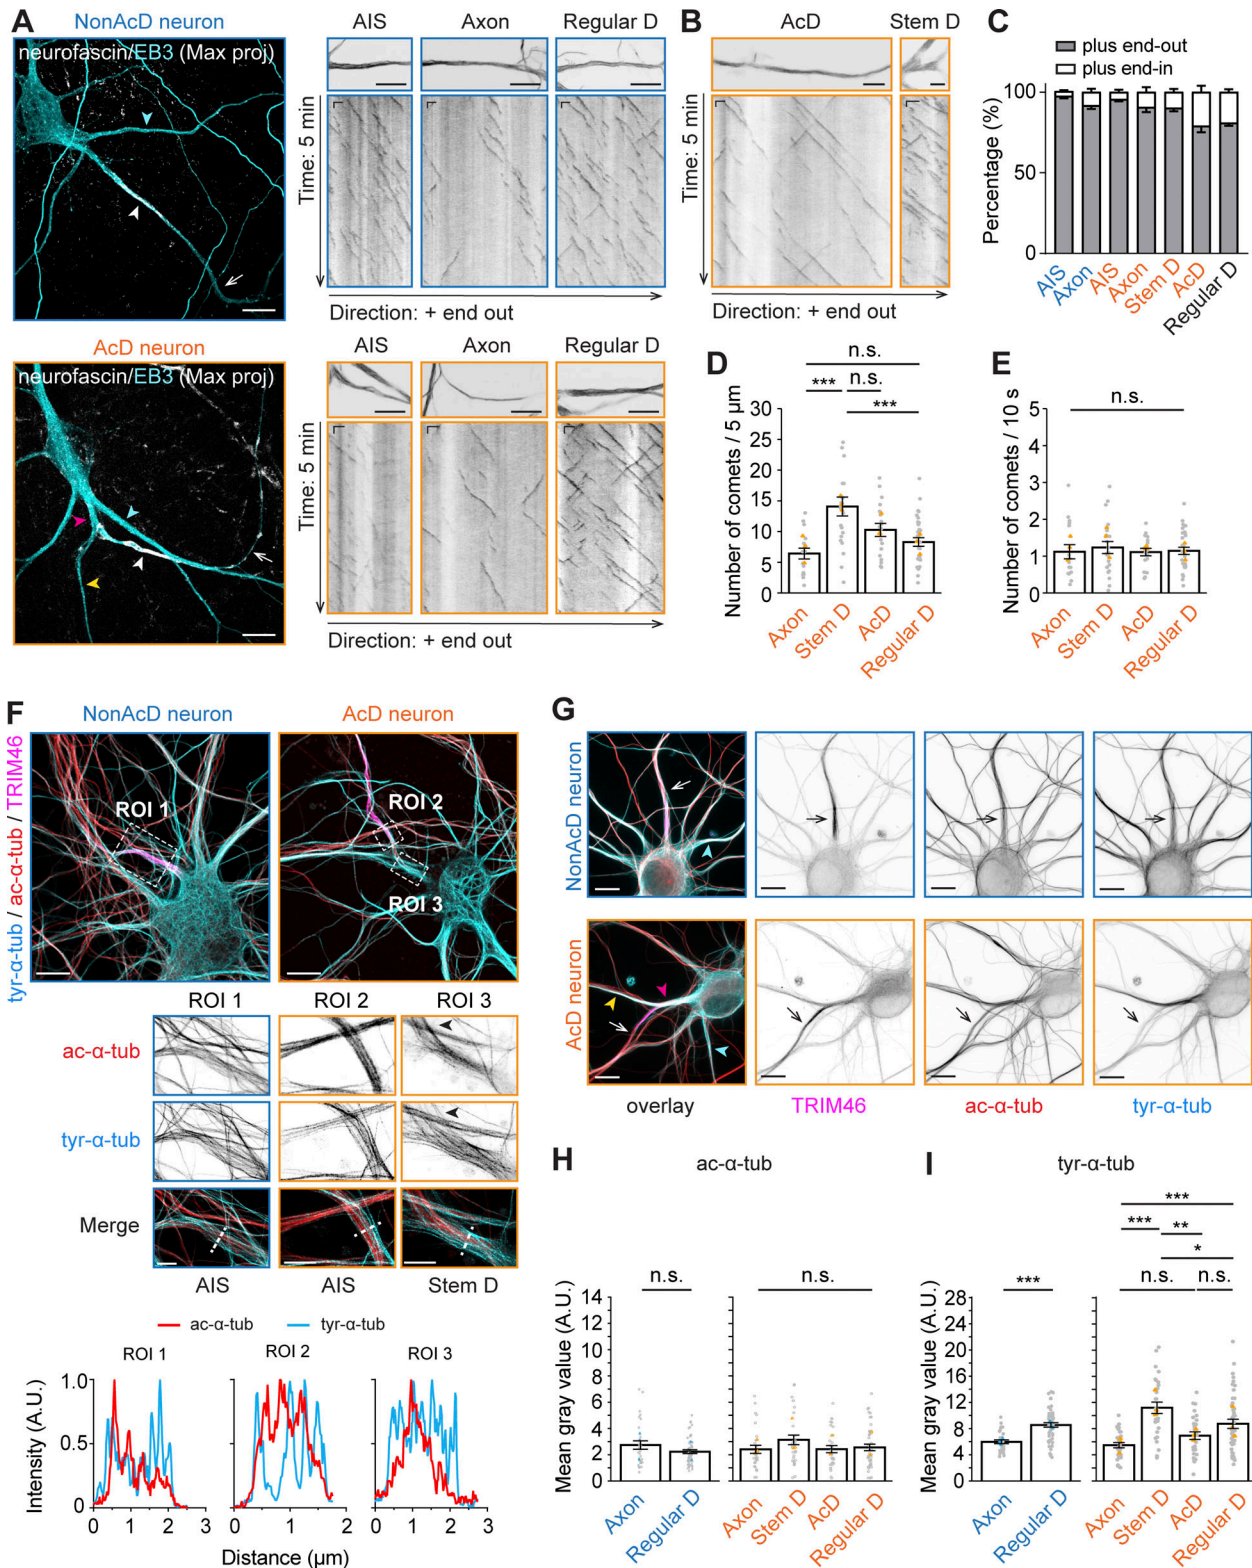 A
NonAcD neuron
neurofascin/EB3 (Max proj)
AIS
Axon
Regular D
Time: 5 min
Direction: + end out
AcD neuron
neurofascin/EB3 (Max proj)
AIS
Axon
Regular D
Time: 5 min
Direction: + end out
B
AcD
Stem D
Time: 5 min
C
plus end-out
plus end-in
Percentage (%)
100
50
0
AIS
Axon
AIS
Axon
Stem D
AcD
Regular D
D
n.s.
*** n.s.
***
Number of comets / 5 µm
30
25
20
15
10
5
0
Axon
Stem D
AcD
Regular D
E
n.s.
Number of comets / 10 s
5
4
3
2
1
0
Axon
Stem D
AcD
Regular D
F
NonAcD neuron
AcD neuron
tyr-α-tub / ac-α-tub / TRIM46
ROI 1
ROI 2
ROI 3
ROI 1
ROI 2
ROI 3
ac-α-tub
tyr-α-tub
Merge
AIS
AIS
Stem D
ac-α-tub
tyr-α-tub
ROI 1
ROI 2
ROI 3
Intensity (A.U.)
1.0
0.5
0
0 1 2 3
0 1 2
0 1 2 3
Distance (µm)
G
NonAcD neuron
AcD neuron
overlay
TRIM46
ac-α-tub
tyr-α-tub
H
ac-α-tub
n.s.
n.s.
Mean gray value (A.U.)
14
12
10
8
6
4
2
0
Axon
Regular D
Axon
Stem D
AcD
Regular D
I
tyr-α-tub
***
*** **
*
*** n.s. n.s.
Mean gray value (A.U.)
28
24
20
16
12
8
4
0
Axon
Regular D
Axon
Stem D
AcD
Regular D